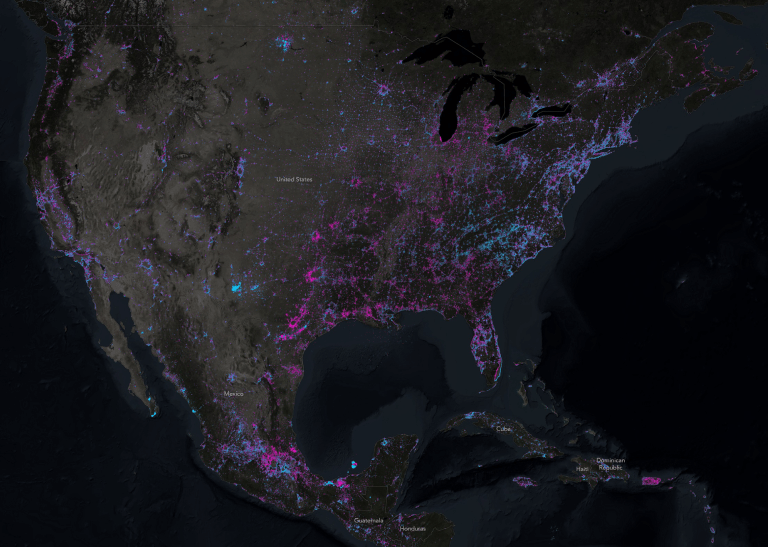 United States
Mexico
Cuba
Haiti
Dominican
Republic
Guatemala
Honduras